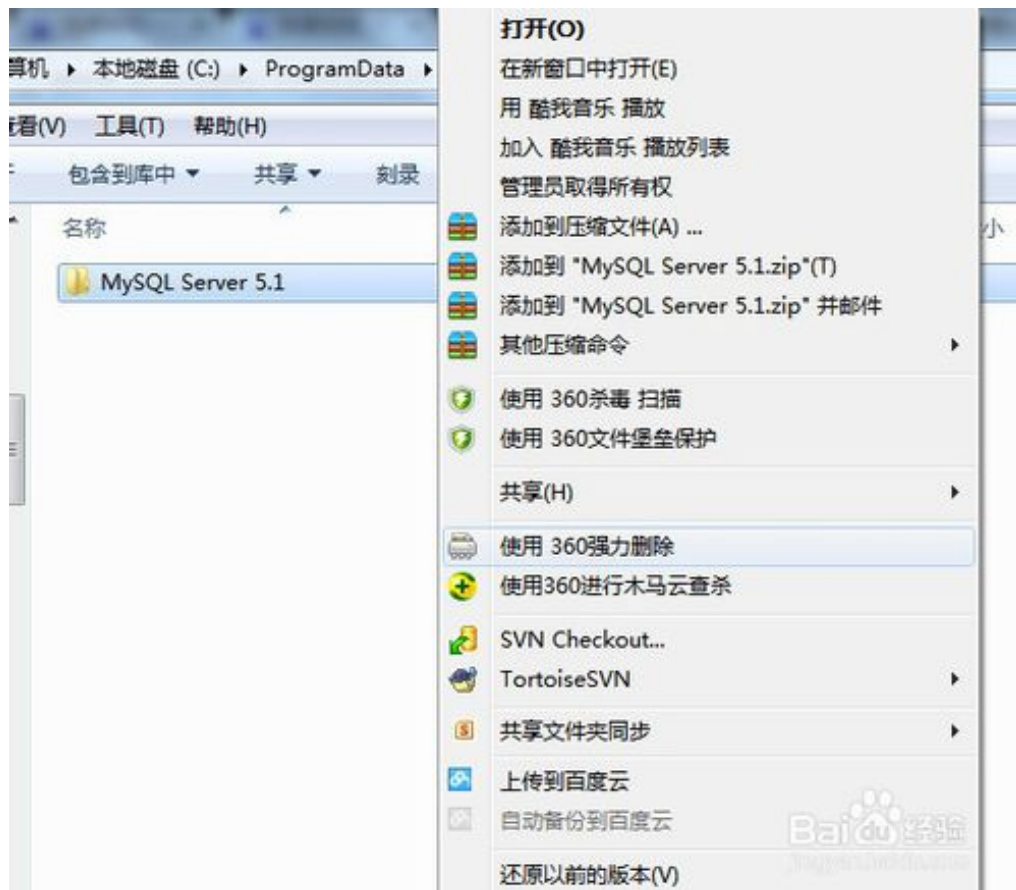 打开(O)
算机 ▸ 本地磁盘 (C:) ▸ ProgramData ▸
在新窗口中打开(E)
用 酷我音乐 播放
查看(V) 工具(T) 帮助(H)
加入 酷我音乐 播放列表
包含到库中 共享 刻录
管理员取得所有权
名称
小
添加到压缩文件(A) ...
添加到 "MySQL Server 5.1.zip"(T)
MySQL Server 5.1
添加到 "MySQL Server 5.1.zip" 并邮件
其他压缩命令
使用 360杀毒 扫描
使用 360文件堡垒保护
共享(H)
使用 360强力删除
使用360进行木马云查杀
SVN Checkout...
TortoiseSVN
共享文件夹同步
上传到百度云
自动备份到百度云
Baidu 经验
还原以前的版本(V)